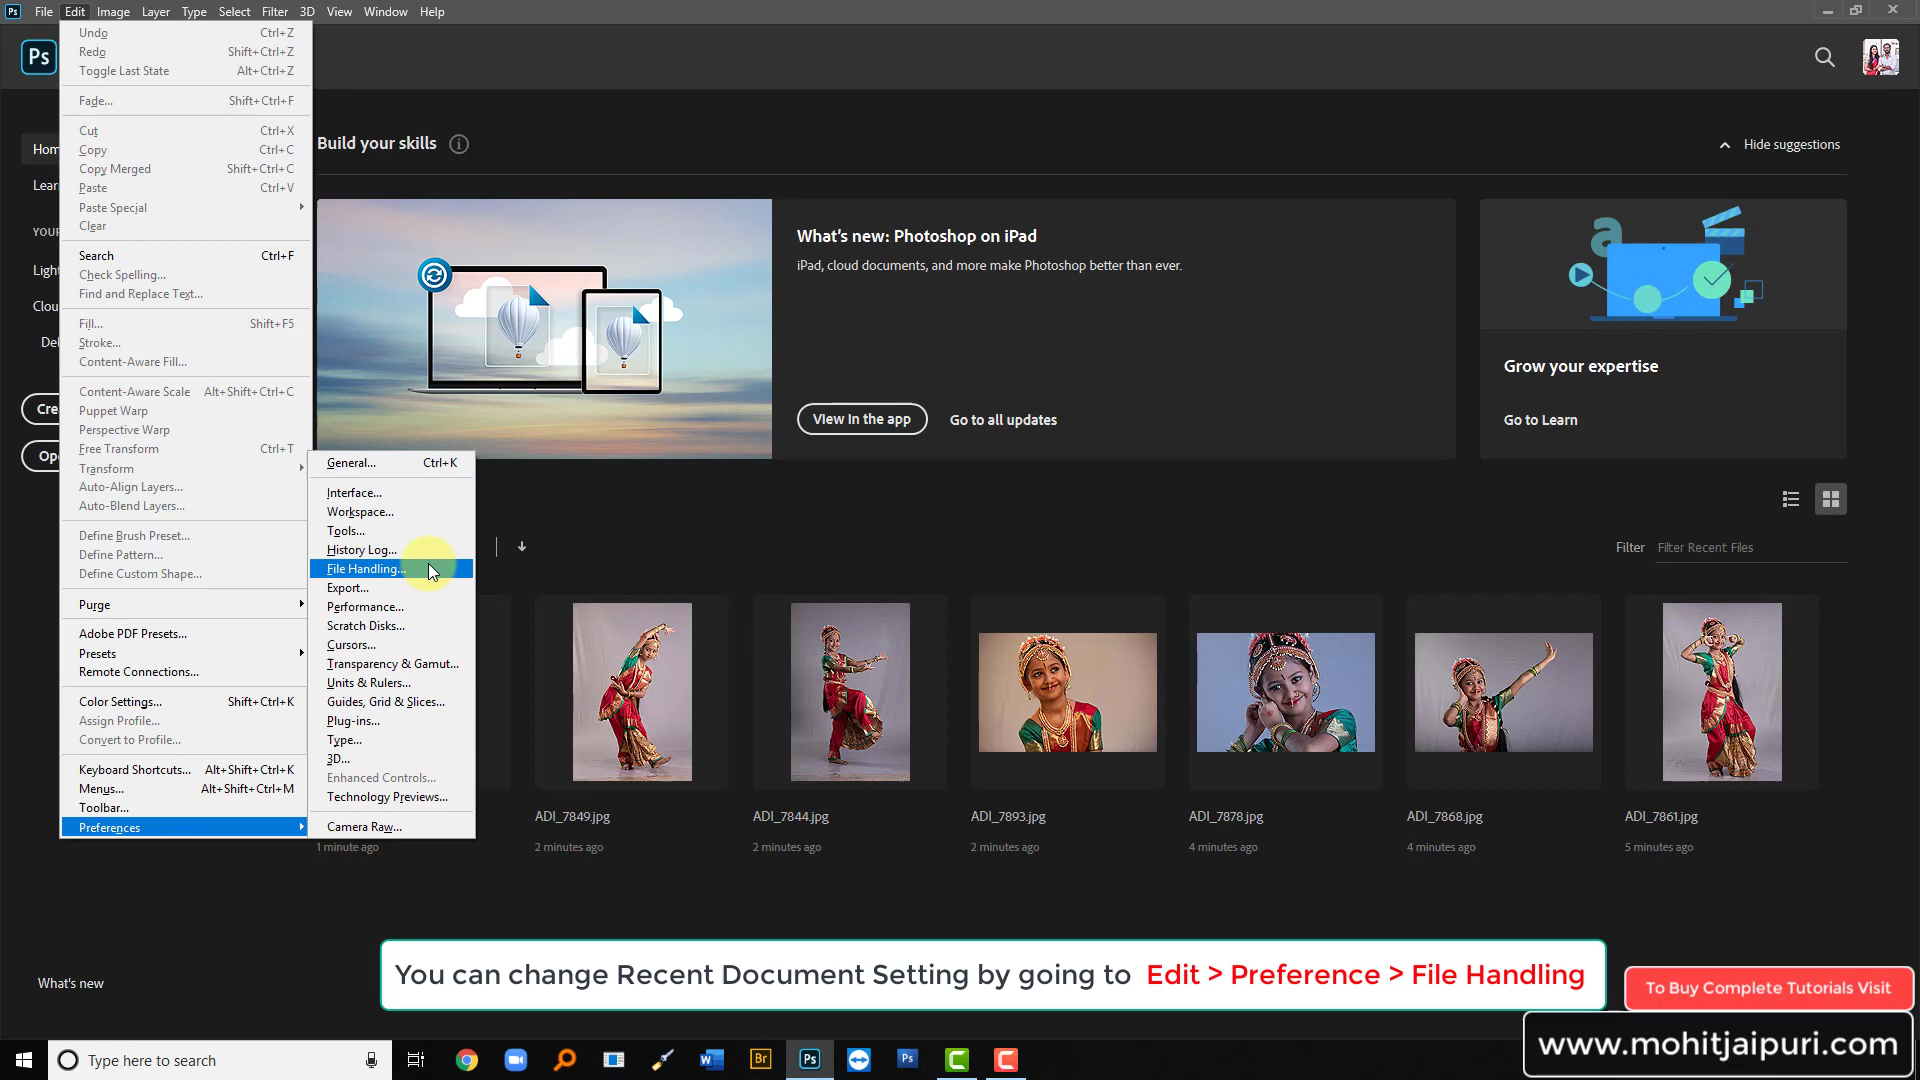 Ps File Edit Image Layer Type Select Filter 3D View Window Help
Ps
Undo Ctrl+Z
Redo Shift+Ctrl+Z
Toggle Last State Alt+Ctrl+Z
Fade... Shift+Ctrl+F
Cut Ctrl+X
Copy Ctrl+C
Copy Merged Shift+Ctrl+C
Paste Ctrl+V
Paste Special
Clear
Search Ctrl+F
Check Spelling...
Find and Replace Text...
Fill... Shift+F5
Stroke...
Content-Aware Fill...
Content-Aware Scale Alt+Shift+Ctrl+C
Puppet Warp
Perspective Warp
Free Transform Ctrl+T
Transform
Auto-Align Layers...
Auto-Blend Layers...
Define Brush Preset...
Define Pattern...
Define Custom Shape...
Purge
Adobe PDF Presets...
Presets
Remote Connections...
Color Settings... Shift+Ctrl+K
Assign Profile...
Convert to Profile...
Keyboard Shortcuts... Alt+Shift+Ctrl+K
Menus... Alt+Shift+Ctrl+M
Toolbar...
Preferences
General... Ctrl+K
Interface...
Workspace...
Tools...
History Log...
File Handling...
Export...
Performance...
Scratch Disks...
Cursors...
Transparency & Gamut...
Units & Rulers...
Guides, Grid & Slices...
Plug-ins...
Type...
3D...
Enhanced Controls...
Technology Previews...
Camera Raw...
Hom
Lear
YOUR
Light
Clou
Del
Cre
Op
Build your skills
Hide suggestions
What's new: Photoshop on iPad
iPad, cloud documents, and more make Photoshop better than ever.
View in the app
Go to all updates
Grow your expertise
Go to Learn
Filter Filter Recent Files
ADI_7849.jpg
ADI_7844.jpg
ADI_7893.jpg
ADI_7878.jpg
ADI_7868.jpg
ADI_7861.jpg
1 minute ago
2 minutes ago
2 minutes ago
2 minutes ago
4 minutes ago
4 minutes ago
5 minutes ago
What's new
You can change Recent Document Setting by going to Edit > Preference > File Handling
To Buy Complete Tutorials Visit
www.mohitjaipuri.com
Type here to search
Br
Ps
Ps